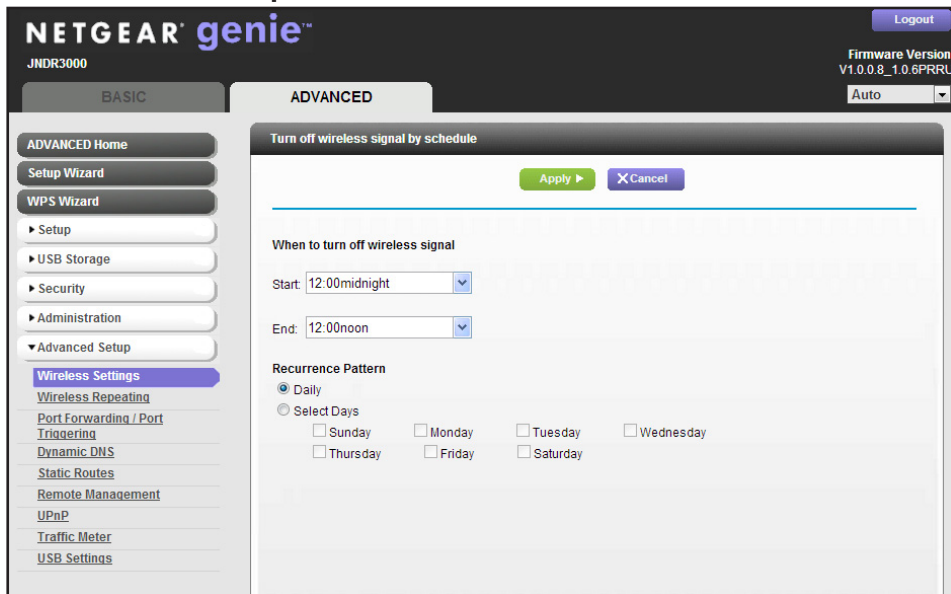 NETGEAR® genie™
Logout
JNDR3000
Firmware Version
V1.0.0.8_1.0.6PRRU
BASIC
ADVANCED
Auto
ADVANCED Home
Setup Wizard
WPS Wizard
Setup
USB Storage
Security
Administration
Advanced Setup
Wireless Settings
Wireless Repeating
Port Forwarding / Port
Triggering
Dynamic DNS
Static Routes
Remote Management
UPnP
Traffic Meter
USB Settings
Turn off wireless signal by schedule
Apply
X Cancel
When to turn off wireless signal
Start: 12:00midnight
End: 12:00noon
Recurrence Pattern
Daily
Select Days
Sunday Monday Tuesday Wednesday
Thursday Friday Saturday